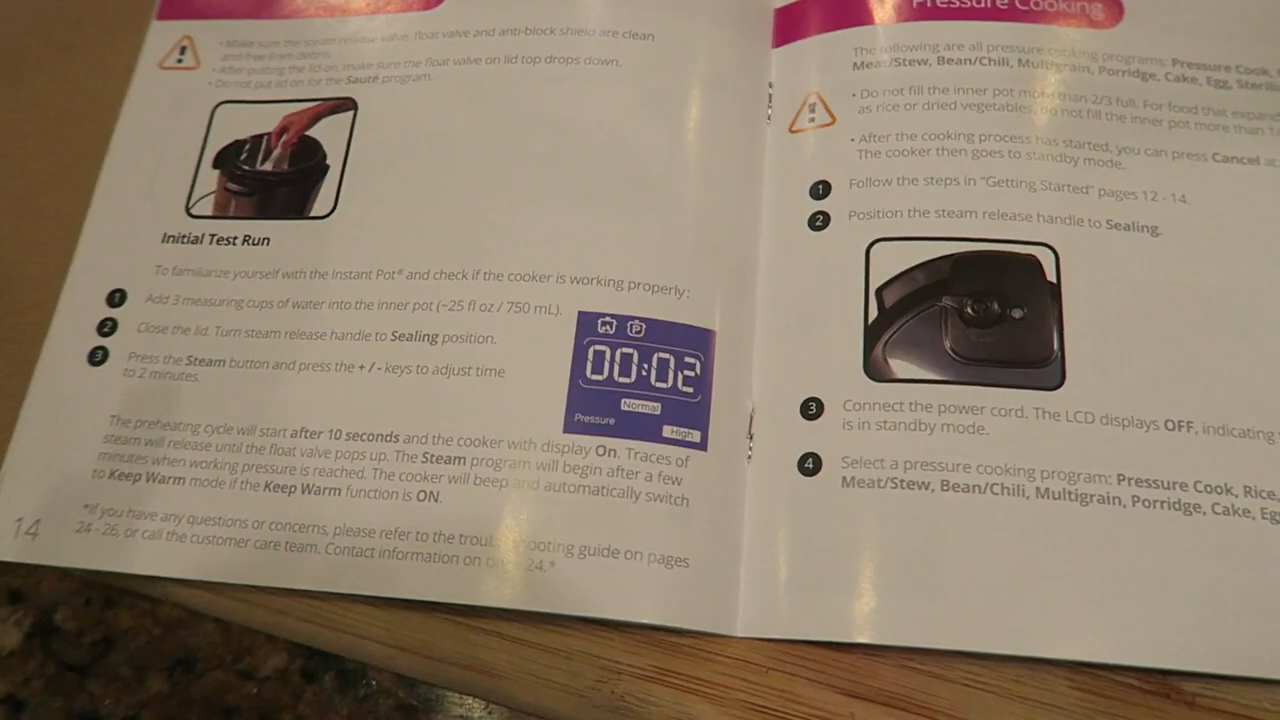 • Make sure the steam release valve, float valve and anti-block shield are clean
and free from debris.
• After putting the lid on, make sure the float valve on lid top drops down.
• Do not put lid on for the Sauté program.
Initial Test Run
To familiarize yourself with the Instant Pot® and check if the cooker is working properly:
1 Add 3 measuring cups of water into the inner pot (~25 fl oz / 750 mL).
2 Close the lid. Turn steam release handle to Sealing position.
3 Press the Steam button and press the + / - keys to adjust time
to 2 minutes.
P
00:02
Normal
Pressure
High
The preheating cycle will start after 10 seconds and the cooker with display On. Traces of
steam will release until the float valve pops up. The Steam program will begin after a few
minutes when working pressure is reached. The cooker will beep and automatically switch
to Keep Warm mode if the Keep Warm function is ON.
*If you have any questions or concerns, please refer to the troubleshooting guide on pages
24 - 26, or call the customer care team. Contact information on 24.*
14
Pressure Cooking
The following are all pressure cooking programs: Pressure Cook,
Meat/Stew, Bean/Chili, Multigrain, Porridge, Cake, Egg,
• Do not fill the inner pot more than 2/3 full. For food that
as rice or dried vegetables, do not fill the inner pot more than
• After the cooking process has started, you can press Cancel
The cooker then goes to standby mode.
1 Follow the steps in "Getting Started" pages 12 - 14.
2 Position the steam release handle to Sealing.
3 Connect the power cord. The LCD displays OFF, indicating
is in standby mode.
4 Select a pressure cooking program: Pressure Cook, Rice,
Meat/Stew, Bean/Chili, Multigrain, Porridge, Cake,